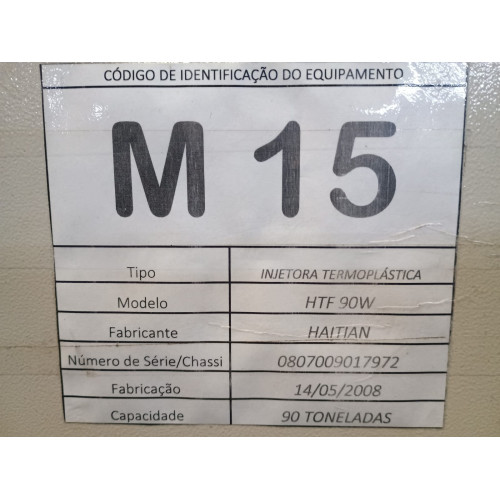 CÓDIGO DE IDENTIFICAÇÃO DO EQUIPAMENTO
M 15
Tipo INJETORA TERMOPLÁSTICA
Modelo HTF 90W
Fabricante HAITIAN
Número de Série/Chassi 0807009017972
Fabricação 14/05/2008
Capacidade 90 TONELADAS